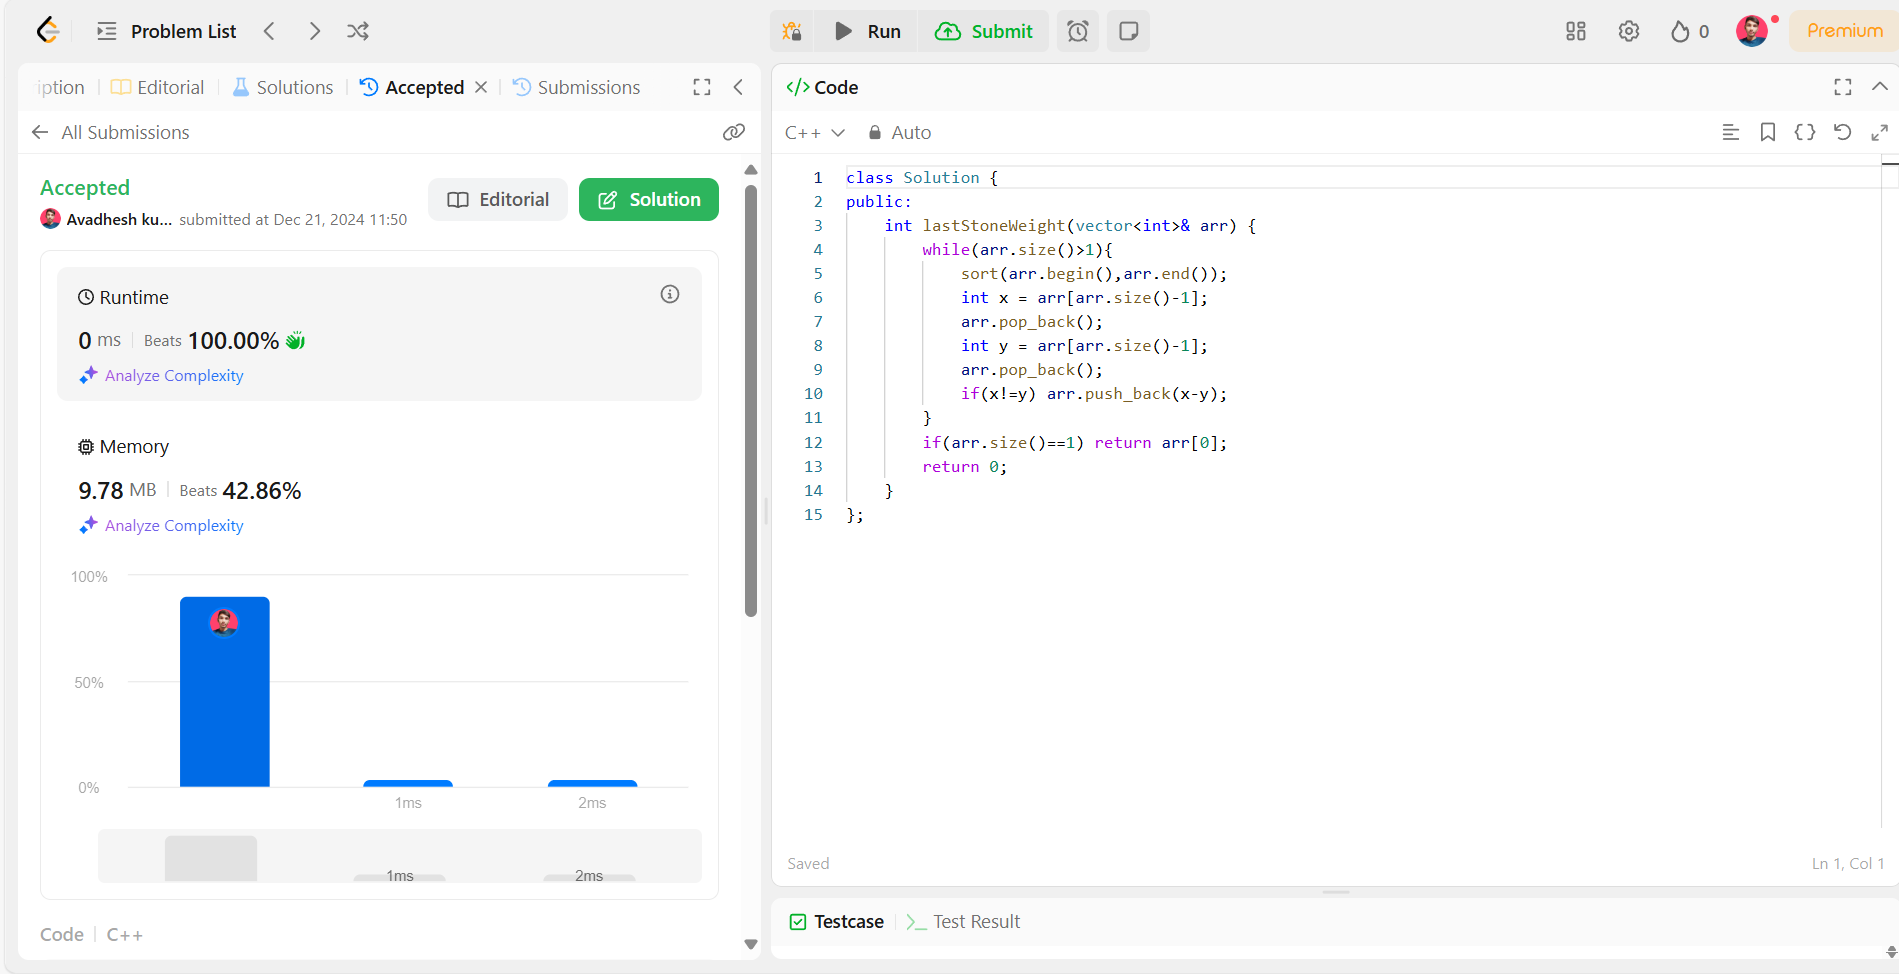 Problem List
Run
Submit
0
Premium
iption
Editorial
Solutions
Accepted
Submissions
All Submissions
Accepted
Avadhesh ku... submitted at Dec 21, 2024 11:50
Editorial
Solution
Runtime
0 ms Beats 100.00%
Analyze Complexity
Memory
9.78 MB Beats 42.86%
Analyze Complexity
100%
50%
0%
1ms 2ms
1ms 2ms
Code C++
</> Code
C++ Auto
1 class Solution {
2 public:
3     int lastStoneWeight(vector<int>& arr) {
4         while(arr.size()>1){
5             sort(arr.begin(),arr.end());
6             int x = arr[arr.size()-1];
7             arr.pop_back();
8             int y = arr[arr.size()-1];
9             arr.pop_back();
10             if(x!=y) arr.push_back(x-y);
11         }
12         if(arr.size()==1) return arr[0];
13         return 0;
14     }
15 };
Saved
Ln 1, Col 1
Testcase
Test Result